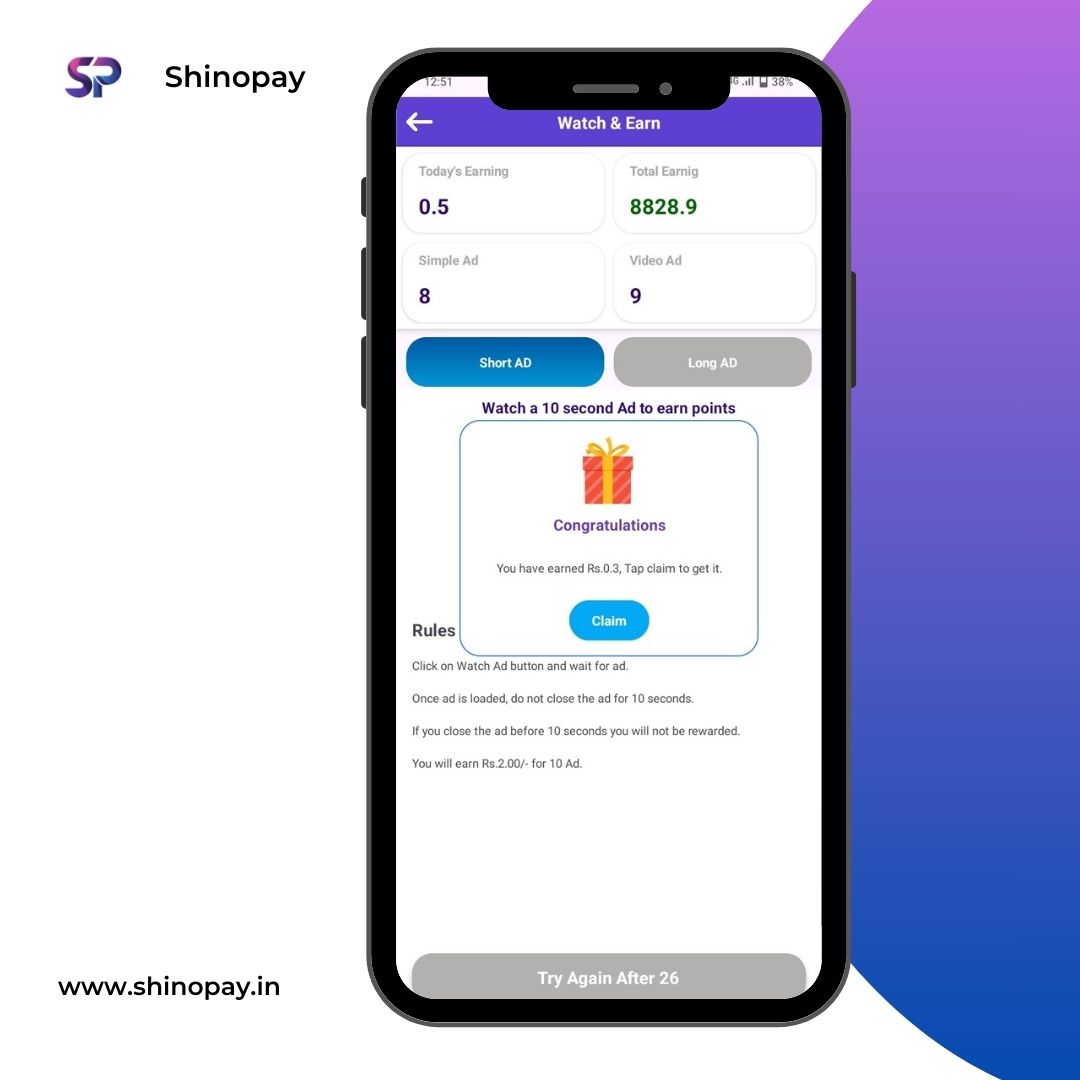 SP
Shinopay
12:51
4G
38%
Watch & Earn
Today's Earning
Total Earnig
0.5
8828.9
Simple Ad
Video Ad
8
9
Short AD
Long AD
Watch a 10 second Ad to earn points
Congratulations
You have earned Rs.0.3, Tap claim to get it.
Claim
Rules
Click on Watch Ad button and wait for ad.
Once ad is loaded, do not close the ad for 10 seconds.
If you close the ad before 10 seconds you will not be rewarded.
You will earn Rs.2.00/- for 10 Ad.
Try Again After 26
www.shinopay.in